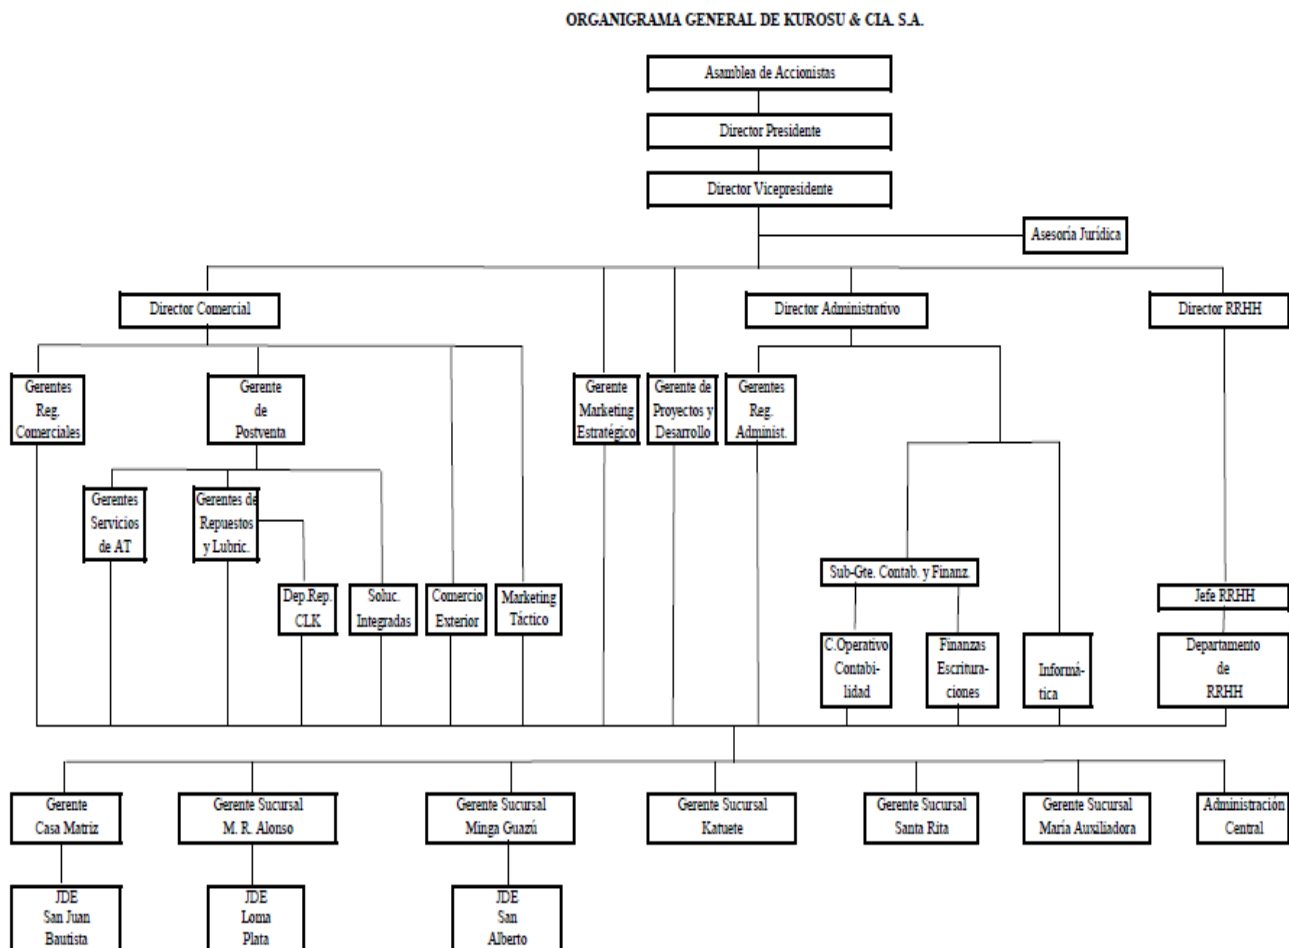 ORGANIGRAMA GENERAL DE KUROSU & CIA. S.A.
Asamblea de Accionistas
Director Presidente
Director Vicepresidente
Asesoría Jurídica
Director Comercial
Director Administrativo
Director RRHH
Gerentes
Reg.
Comerciales
Gerente
de
Postventa
Gerente
Marketing
Estratégico
Gerente de
Proyectos y
Desarrollo
Gerentes
Reg.
Administ.
Gerentes
Servicios
de AT
Gerentes de
Repuestos
y Lubric.
Sub-Gte. Contab. y Finanz.
Dep.Rep.
CLK
Soluc.
Integradas
Comercio
Exterior
Marketing
Táctico
Jefe RRHH
C.Operativo
Contabi-
lidad
Finanzas
Escritura-
ciones
Informá-
tica
Departamento
de
RRHH
Gerente
Casa Matriz
Gerente Sucursal
M. R. Alonso
Gerente Sucursal
Minga Guazú
Gerente Sucursal
Katuete
Gerente Sucursal
Santa Rita
Gerente Sucursal
María Auxiliadora
Administración
Central
JDE
San Juan
Bautista
JDE
Loma
Plata
JDE
San
Alberto